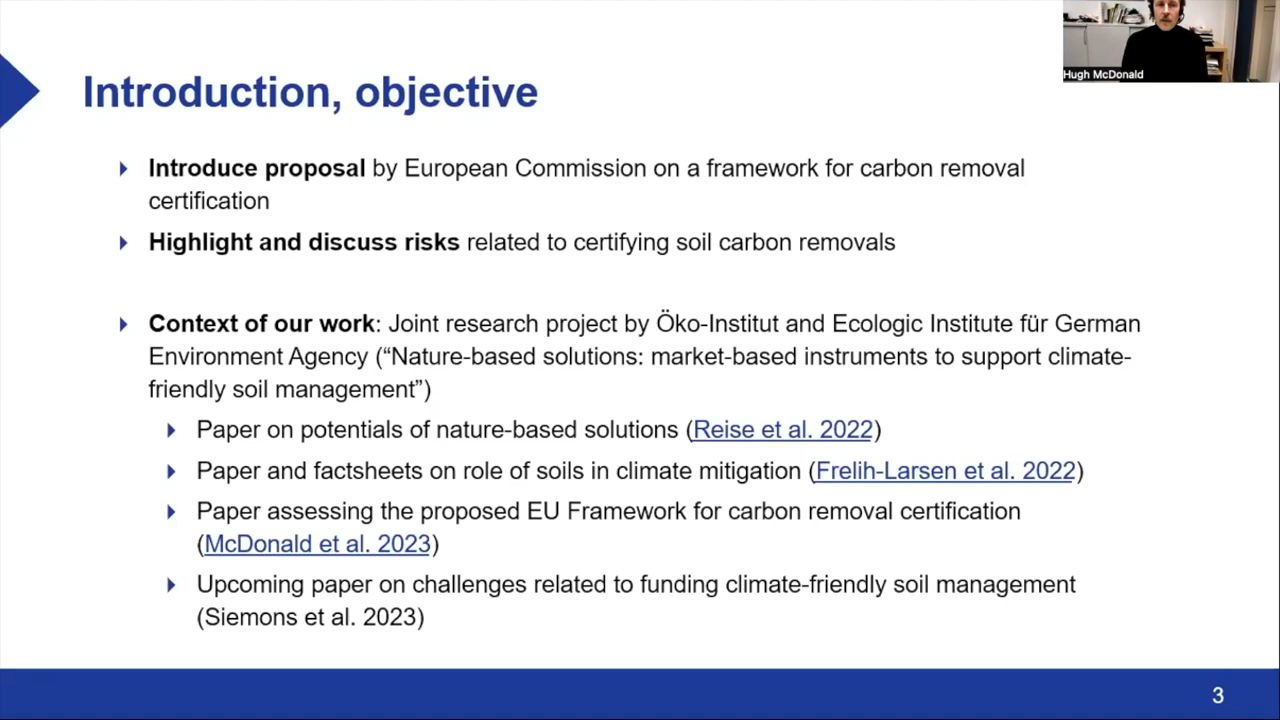 Hugh McDonald
Introduction, objective
Introduce proposal by European Commission on a framework for carbon removal
certification
Highlight and discuss risks related to certifying soil carbon removals
Context of our work: Joint research project by Öko-Institut and Ecologic Institute für German
Environment Agency (“Nature-based solutions: market-based instruments to support climate-
friendly soil management”)
Paper on potentials of nature-based solutions (Reise et al. 2022)
Paper and factsheets on role of soils in climate mitigation (Frelih-Larsen et al. 2022)
Paper assessing the proposed EU Framework for carbon removal certification
(McDonald et al. 2023)
Upcoming paper on challenges related to funding climate-friendly soil management
(Siemons et al. 2023)
3